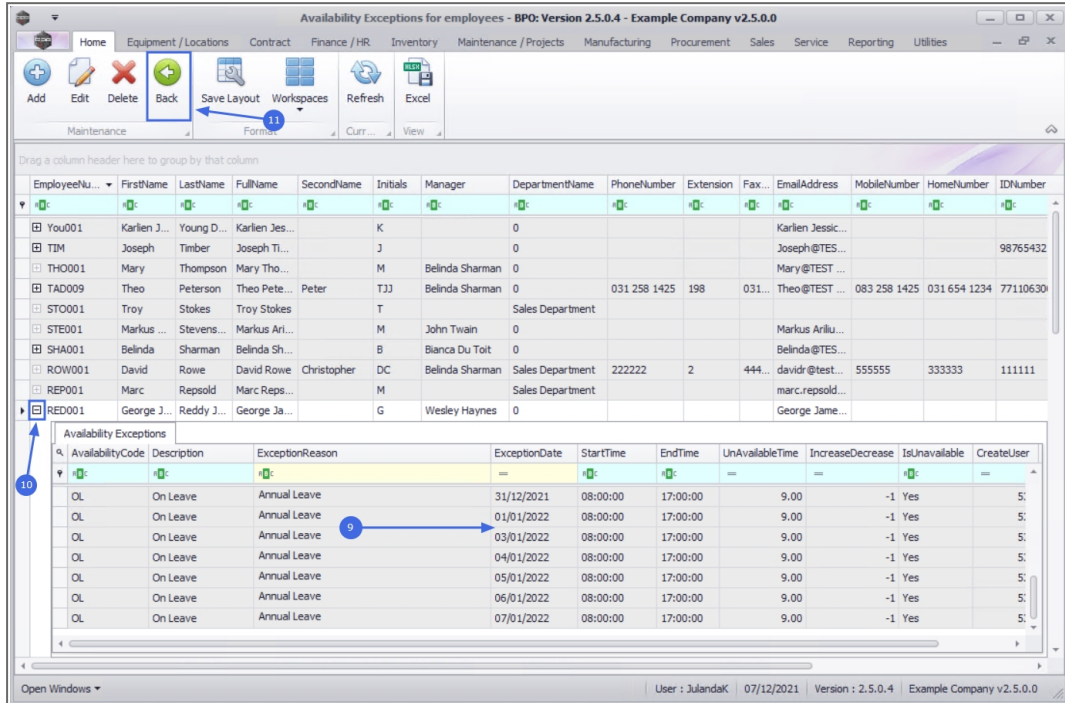 Availability Exceptions for employees - BPO: Version 2.5.0.4 - Example Company v2.5.0.0
Home Equipment / Locations Contract Finance / HR Inventory Maintenance / Projects Manufacturing Procurement Sales Service Reporting Utilities
Add Edit Delete Back Save Layout Workspaces Refresh Excel
11
Maintenance Format Curr... View
Drag a column header here to group by that column
EmployeeNu... FirstName LastName FullName SecondName Initials Manager DepartmentName PhoneNumber Extension Fax... EmailAddress MobileNumber HomeNumber IDNumber
You001 Karlien J... Young D... Karlien Jes... K 0 Karlien Jessic...
TIM Joseph Timber Joseph Ti... J 0 Joseph@TES... 98765432
THO001 Mary Thompson Mary Tho... M Belinda Sharman 0 Mary@TEST ...
TAD009 Theo Peterson Theo Pete... Peter TJJ Belinda Sharman 0 031 258 1425 198 031... Theo@TEST ... 083 258 1425 031 654 1234 77110630
STO001 Troy Stokes Troy Stokes T Sales Department
STE001 Markus ... Stevens... Markus Ari... M John Twain 0 Markus Ariliu...
SHA001 Belinda Sharman Belinda Sh... B Bianca Du Toit 0 Belinda@TES...
ROW001 David Rowe David Rowe Christopher DC Belinda Sharman Sales Department 222222 2 444... davidr@test... 555555 333333 111111
REP001 Marc Repsold Marc Reps... M Sales Department marc.repsold...
RED001 George J... Reddy J... George Ja... G Wesley Haynes 0 George Jame...
Availability Exceptions
AvailabilityCode Description ExceptionReason ExceptionDate StartTime EndTime UnAvailableTime IncreaseDecrease IsUnavailable CreateUser
10
OL On Leave Annual Leave 31/12/2021 08:00:00 17:00:00 9.00 -1 Yes
OL On Leave Annual Leave 01/01/2022 08:00:00 17:00:00 9.00 -1 Yes
9
OL On Leave Annual Leave 03/01/2022 08:00:00 17:00:00 9.00 -1 Yes
OL On Leave Annual Leave 04/01/2022 08:00:00 17:00:00 9.00 -1 Yes
OL On Leave Annual Leave 05/01/2022 08:00:00 17:00:00 9.00 -1 Yes
OL On Leave Annual Leave 06/01/2022 08:00:00 17:00:00 9.00 -1 Yes
OL On Leave Annual Leave 07/01/2022 08:00:00 17:00:00 9.00 -1 Yes
Open Windows User : JulandaK 07/12/2021 Version : 2.5.0.4 Example Company v2.5.0.0